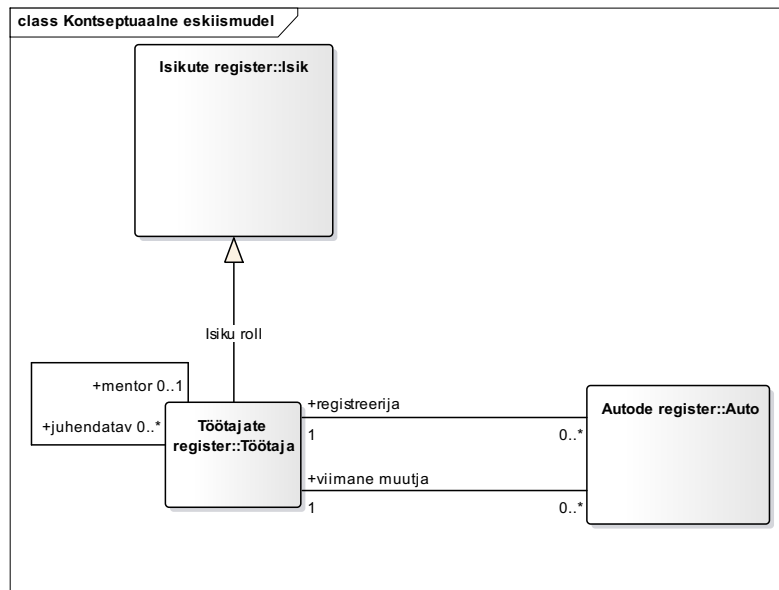 class Kontseptuaalne eskiismudel
Isikute register::Isik
Isiku roll
+mentor 0..1
+juhendatav 0..*
Töötajate
register::Töötaja
+registreerija
1
0..*
+viimane muutja
1
0..*
Autode register::Auto